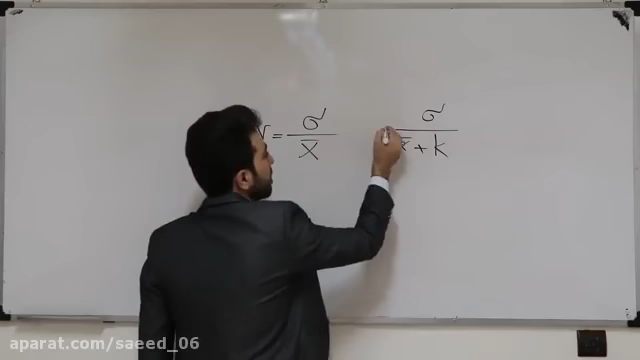 V = σ / x̄    σ / x̄ + k
aparat.com/saeed_06